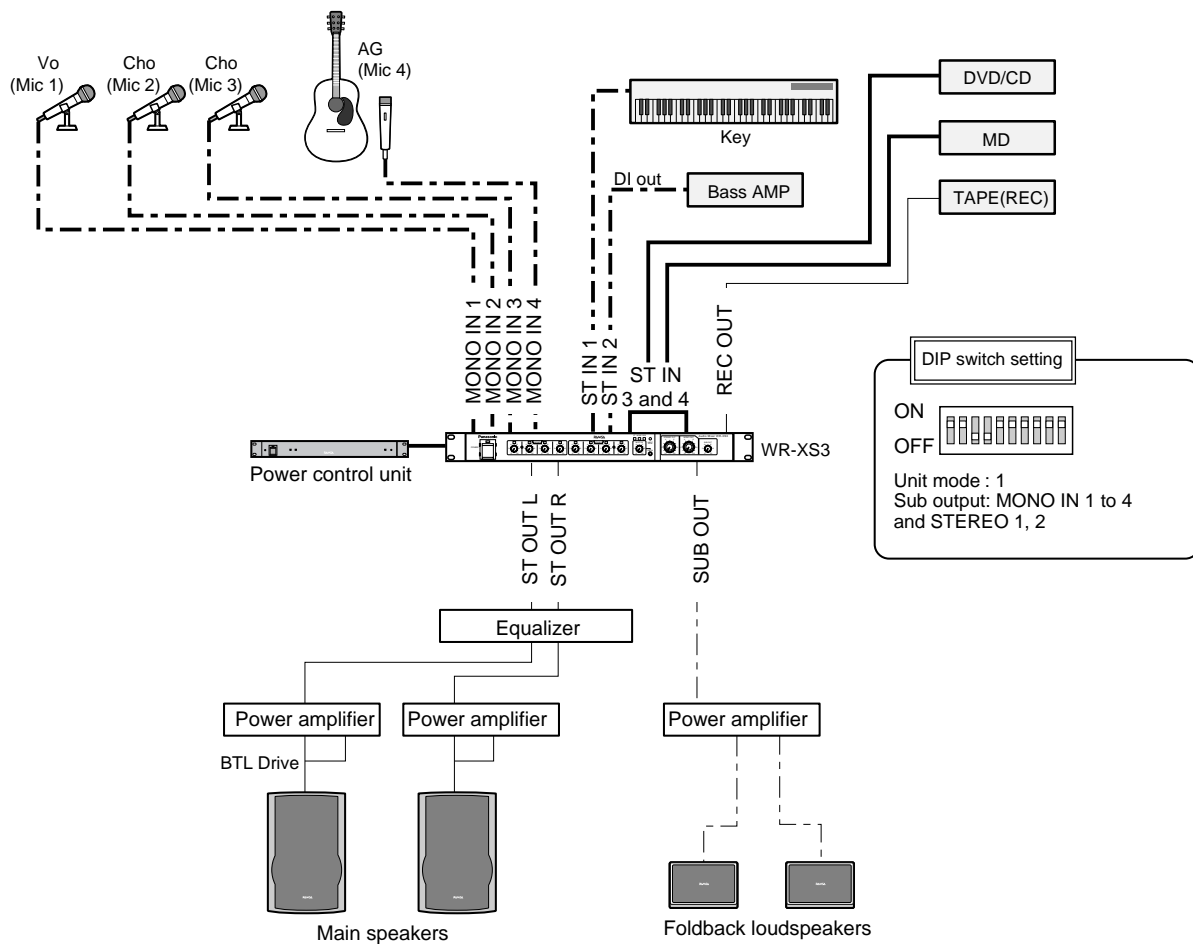 Vo
(Mic 1)
Cho
(Mic 2)
Cho
(Mic 3)
AG
(Mic 4)
Key
DI out
Bass AMP
DVD/CD
MD
TAPE(REC)
MONO IN 1
MONO IN 2
MONO IN 3
MONO IN 4
ST IN 1
ST IN 2
ST IN
3 and 4
REC OUT
DIP switch setting
ON
OFF
Unit mode : 1
Sub output: MONO IN 1 to 4
and STEREO 1, 2
Panasonic
WR-XS3
Power control unit
ST OUT L
ST OUT R
SUB OUT
Equalizer
Power amplifier
Power amplifier
Power amplifier
BTL Drive
Main speakers
Foldback loudspeakers